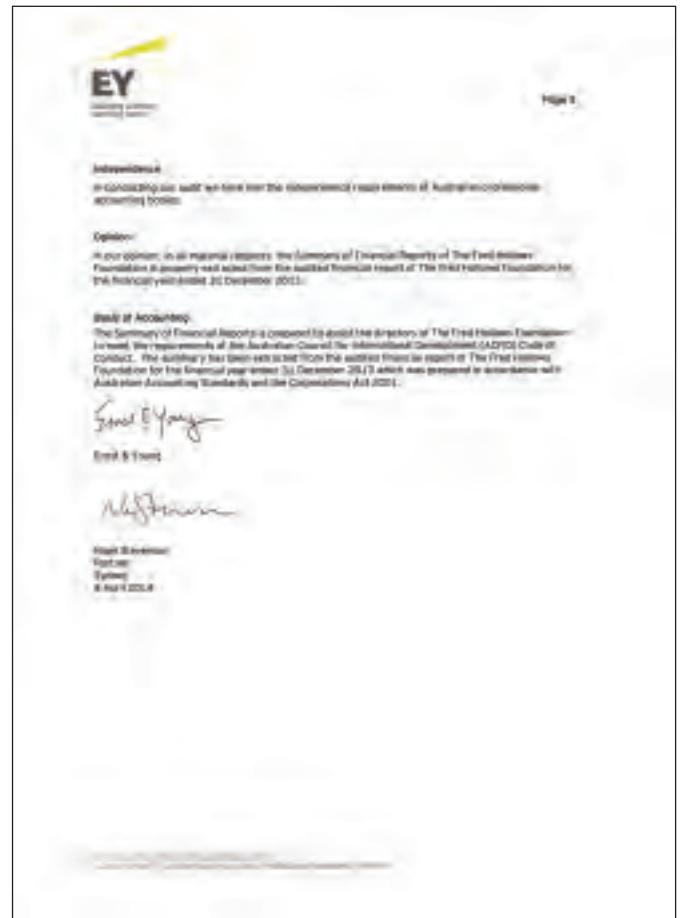 EY
Page 2
Independence
In conducting our audit we have met the independence requirements of Australian professional
accounting bodies.
Opinion
In our opinion, in all material respects, the Summary of Financial Reports of The Fred Hollows
Foundation is properly extracted from the audited financial report of The Fred Hollows Foundation for
the financial year ended 31 December 2013.
Basis of Accounting
The Summary of Financial Reports is prepared to assist the directors of The Fred Hollows Foundation
to meet the requirements of the Australian Council for International Development (ACFID) Code of
Conduct. The summary has been extracted from the audited financial report of The Fred Hollows
Foundation for the financial year ended 31 December 2013 which was prepared in accordance with
Australian Accounting Standards and the Corporations Act 2001.
Ernst & Young
Ernst & Young
Partner
Sydney
April 2014